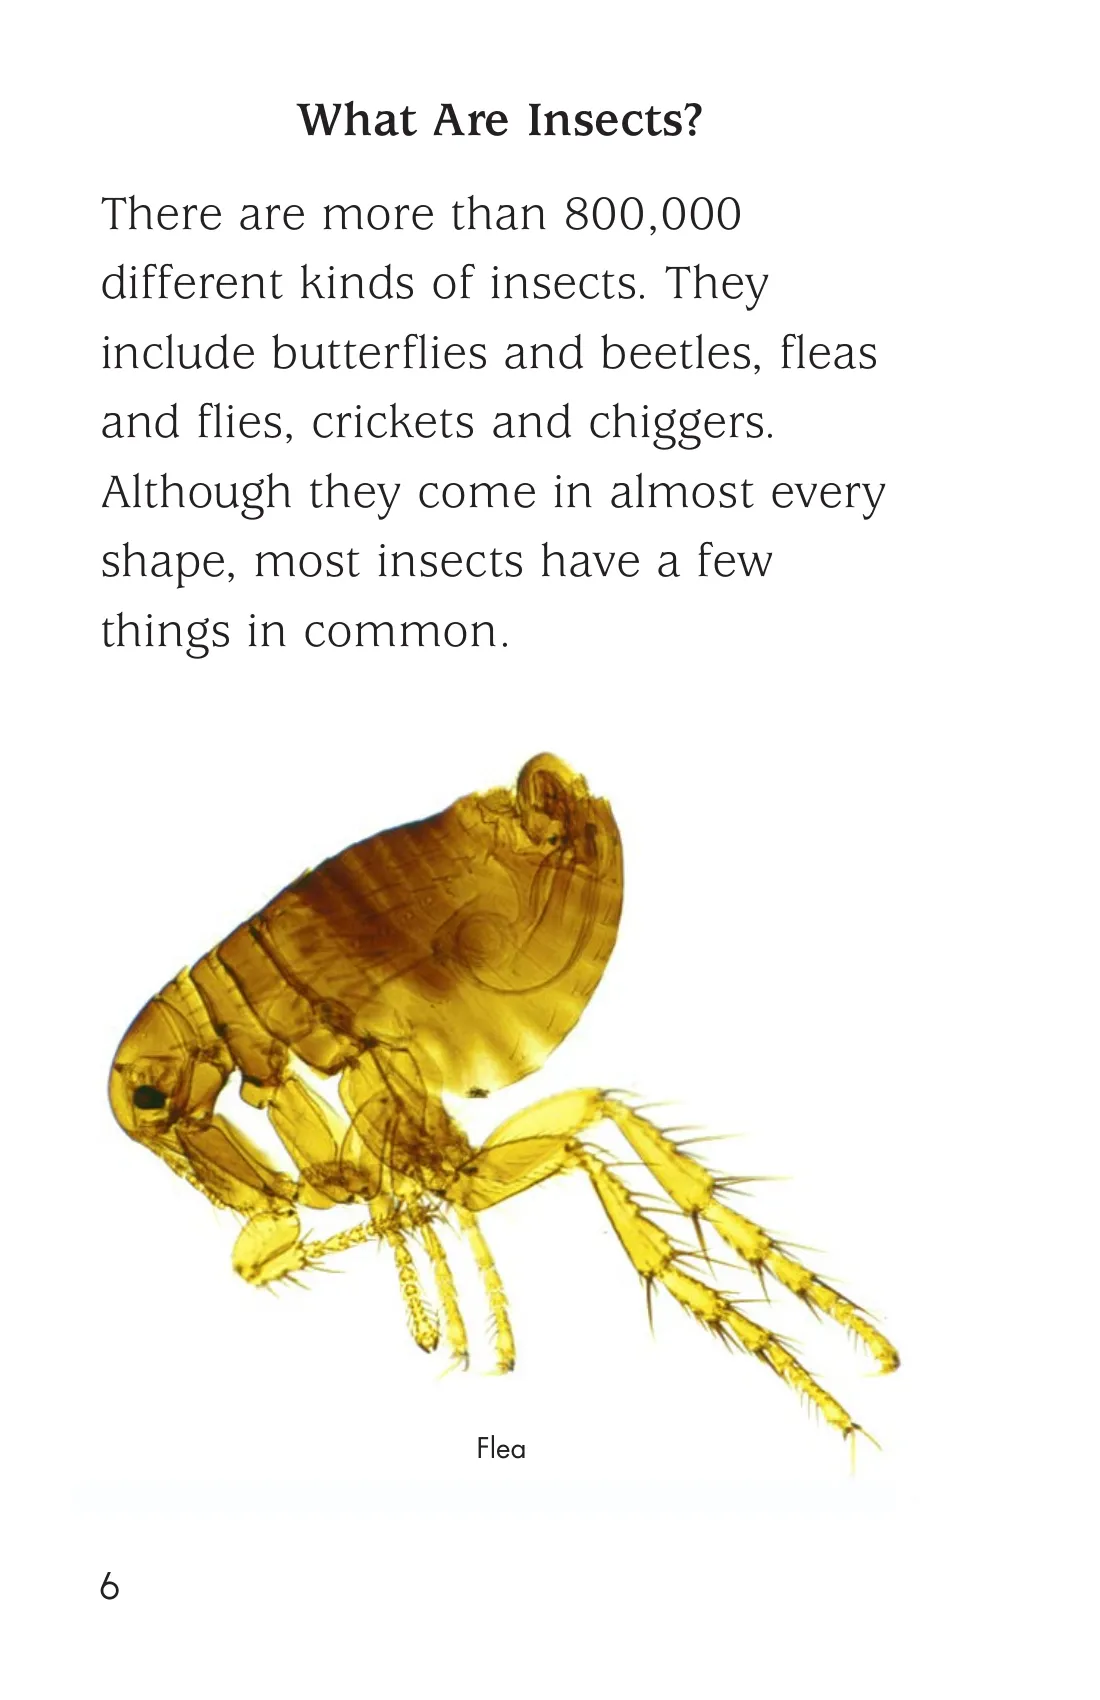 What Are Insects?
There are more than 800,000
different kinds of insects. They
include butterflies and beetles, fleas
and flies, crickets and chiggers.
Although they come in almost every
shape, most insects have a few
things in common.
Flea
6